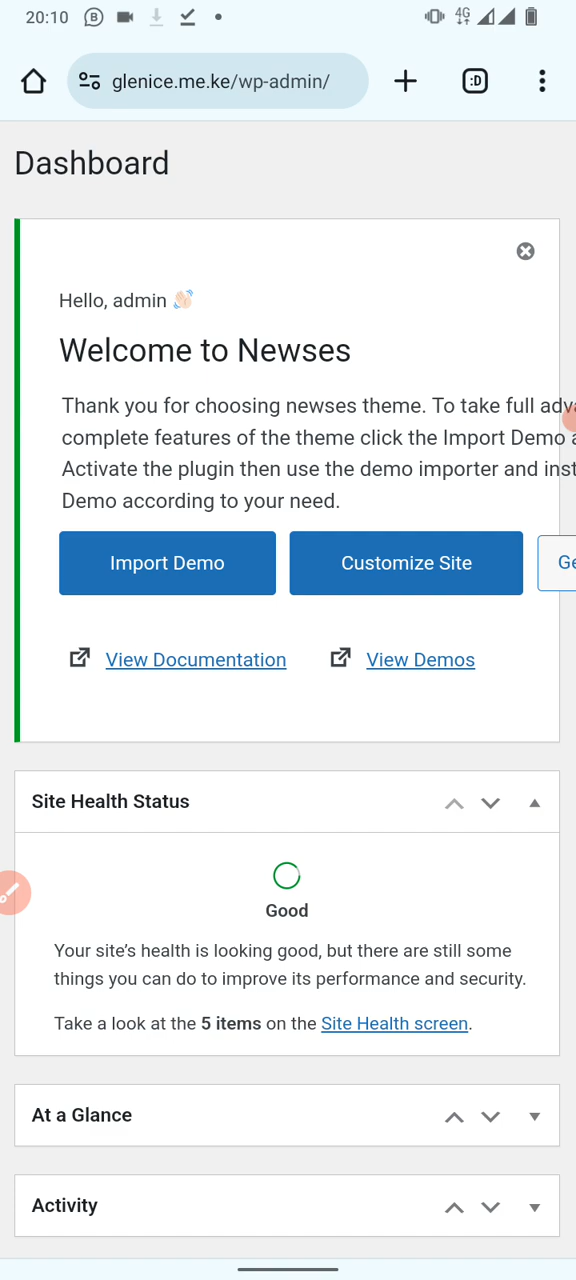 20:10
4G
glenice.me.ke/wp-admin/
:D
Dashboard
Hello, admin 👋🏻
Welcome to Newses
Thank you for choosing newses theme. To take full adv
complete features of the theme click the Import Demo a
Activate the plugin then use the demo importer and inst
Demo according to your need.
Import Demo
Customize Site
Ge
View Documentation
View Demos
Site Health Status
Good
Your site’s health is looking good, but there are still some
things you can do to improve its performance and security.
Take a look at the 5 items on the Site Health screen.
At a Glance
Activity